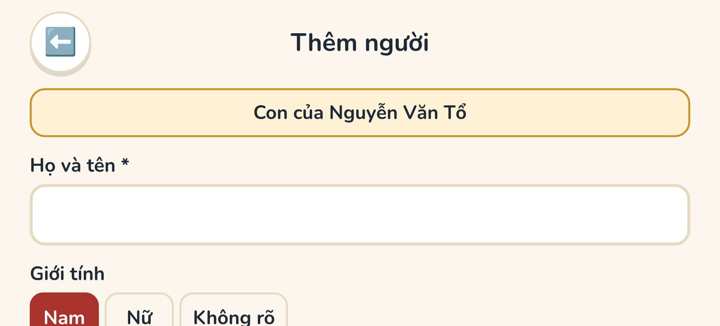 Thêm người
Con của Nguyễn Văn Tổ
Họ và tên *
Giới tính
Nam Nữ Không rõ